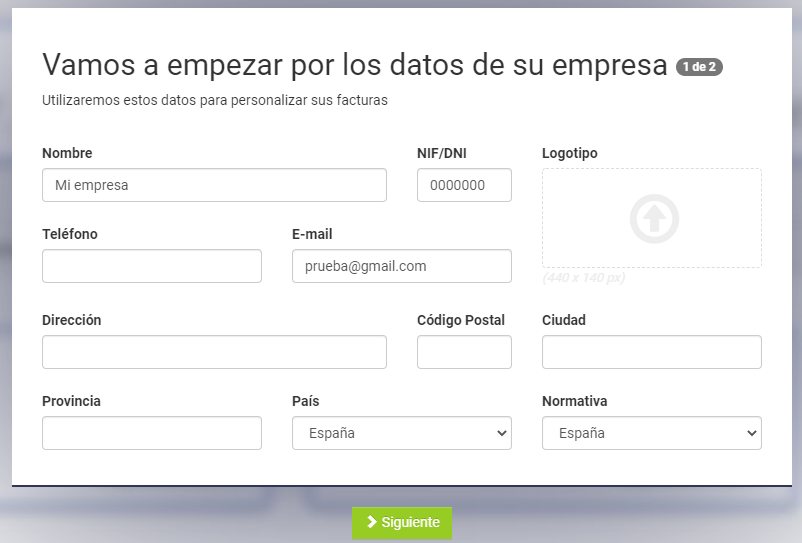 Vamos a empezar por los datos de su empresa 1 de 2
Utilizaremos estos datos para personalizar sus facturas
Nombre NIF/DNI Logotipo
Mi empresa 0000000
Teléfono E-mail
prueba@gmail.com
(440 x 140 px)
Dirección Código Postal Ciudad
Provincia País Normativa
España España
Siguiente